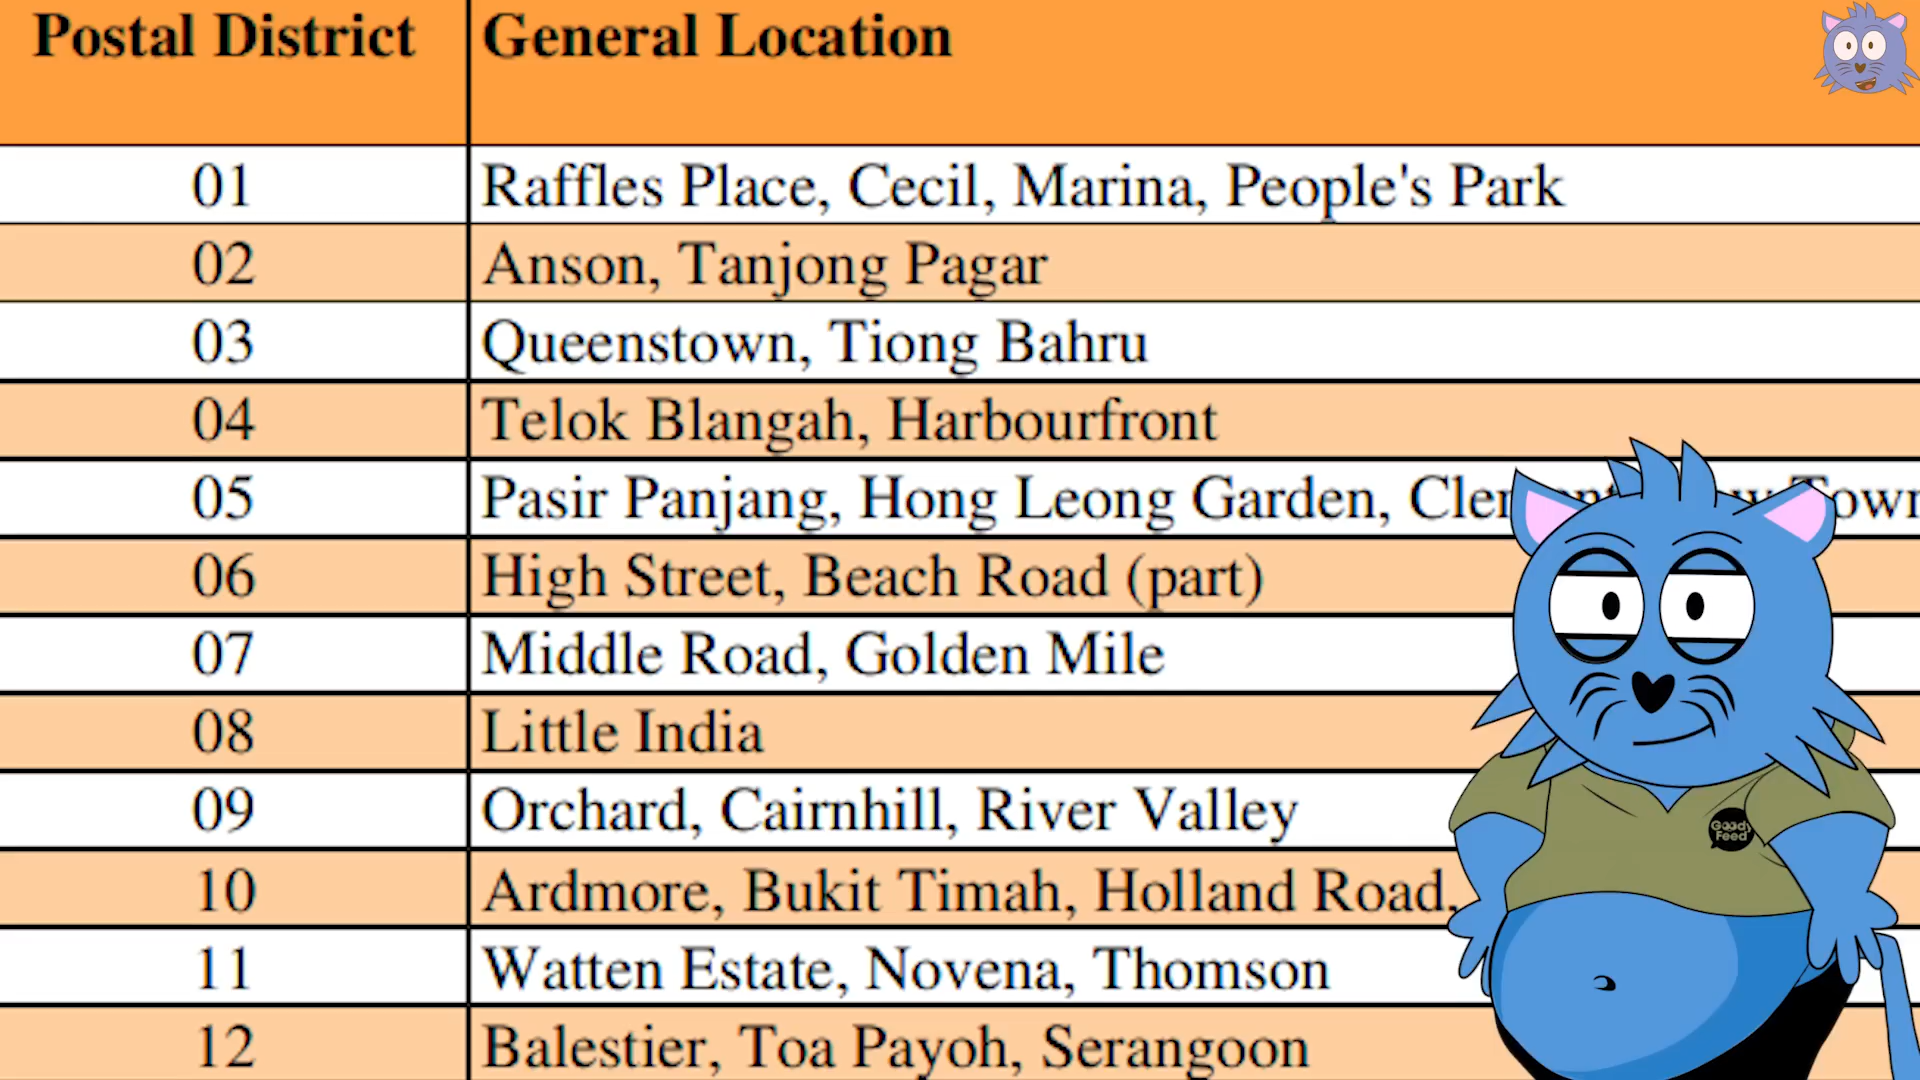 Postal District General Location
01 Raffles Place, Cecil, Marina, People's Park
02 Anson, Tanjong Pagar
03 Queenstown, Tiong Bahru
04 Telok Blangah, Harbourfront
05 Pasir Panjang, Hong Leong Garden, Town
06 High Street, Beach Road (part)
07 Middle Road, Golden Mile
08 Little India
09 Orchard, Cairnhill, River Valley
10 Ardmore, Bukit Timah, Holland Road,
11 Watten Estate, Novena, Thomson
12 Balestier, Toa Payoh, Serangoon
Goody
Feed